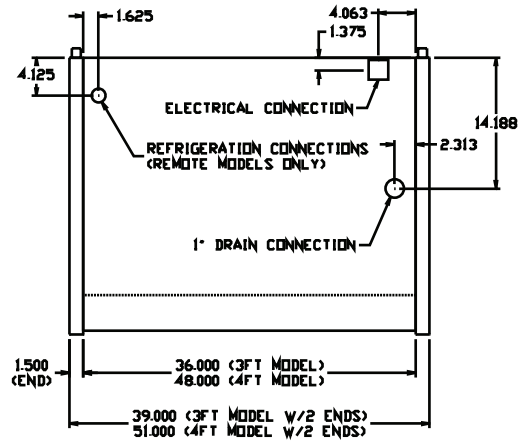 1.625
4.063
1.375
4.125
ELECTRICAL CONNECTION
14.188
REFRIGERATION CONNECTIONS
(REMOTE MODELS ONLY)
2.313
1" DRAIN CONNECTION
1.500
(END)
36.000 (3FT MODEL)
48.000 (4FT MODEL)
39.000 (3FT MODEL W/2 ENDS)
51.000 (4FT MODEL W/2 ENDS)